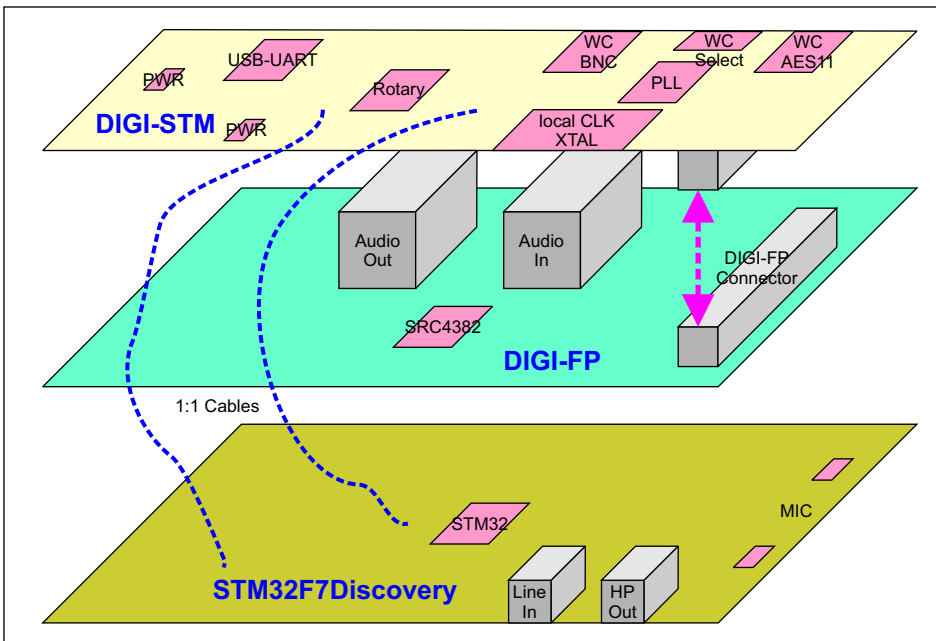 WC
BNC
WC
Select
WC
AES11
USB-UART
PWR
Rotary
PLL
DIGI-STM
PWR
local CLK
XTAL
Audio
Out
Audio
In
DIGI-FP
Connector
SRC4382
DIGI-FP
1:1 Cables
STM32
MIC
STM32F7Discovery
Line
In
HP
Out